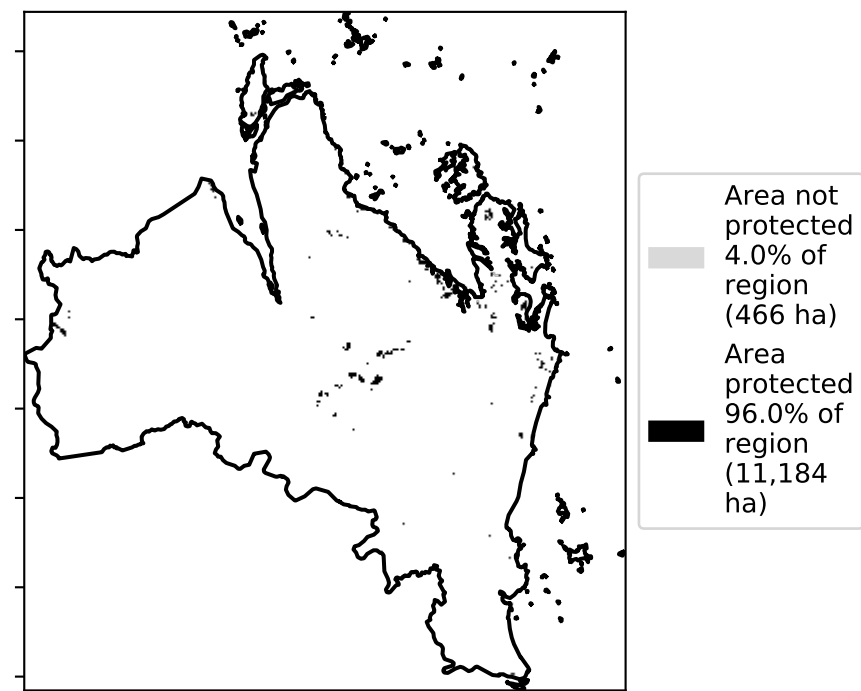 Area not
protected
4.0% of
region
(466 ha)
Area
protected
96.0% of
region
(11,184
ha)